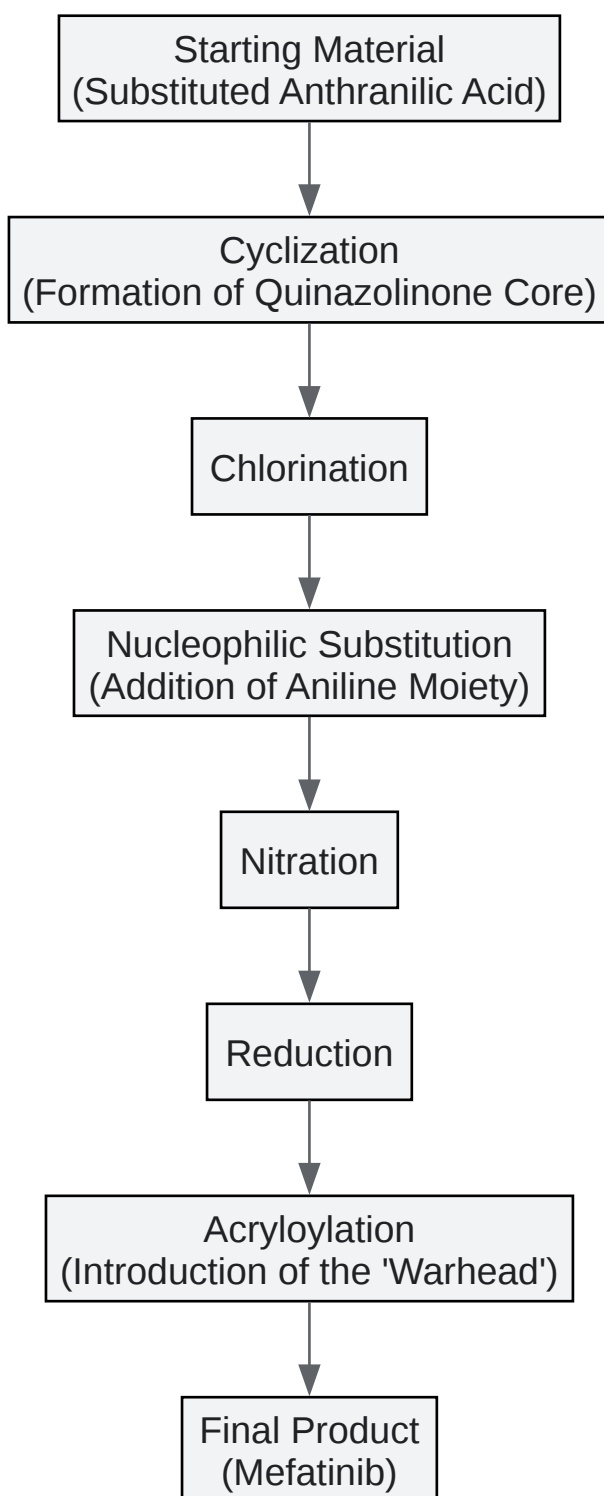 Starting Material
(Substituted Anthranilic Acid)
Cyclization
(Formation of Quinazolinone Core)
Chlorination
Nucleophilic Substitution
(Addition of Aniline Moiety)
Nitration
Reduction
Acryloylation
(Introduction of the 'Warhead')
Final Product
(Mefatinib)